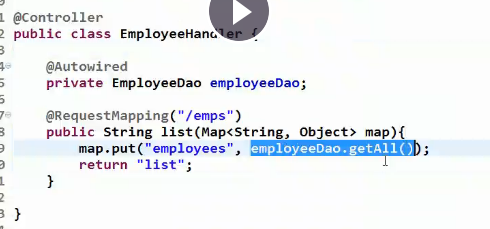 @Controller
public class EmployeeHandler {
@Autowired
private EmployeeDao employeeDao;
@RequestMapping("/emps")
public String list(Map<String, Object> map){
map.put("employees", employeeDao.getAll());
return "list";
}
}